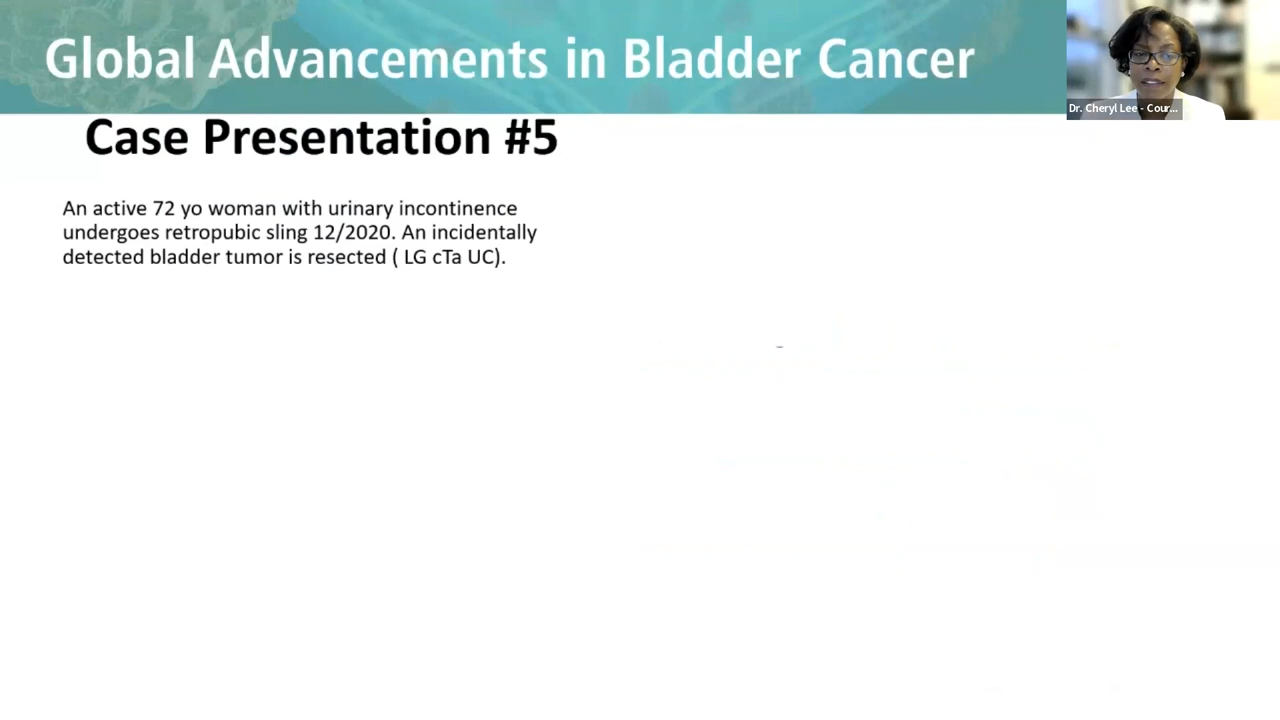 Global Advancements in Bladder Cancer
Dr. Cheryl Lee - Cour...
Case Presentation #5
An active 72 yo woman with urinary incontinence
undergoes retropubic sling 12/2020. An incidentally
detected bladder tumor is resected ( LG cTa UC).